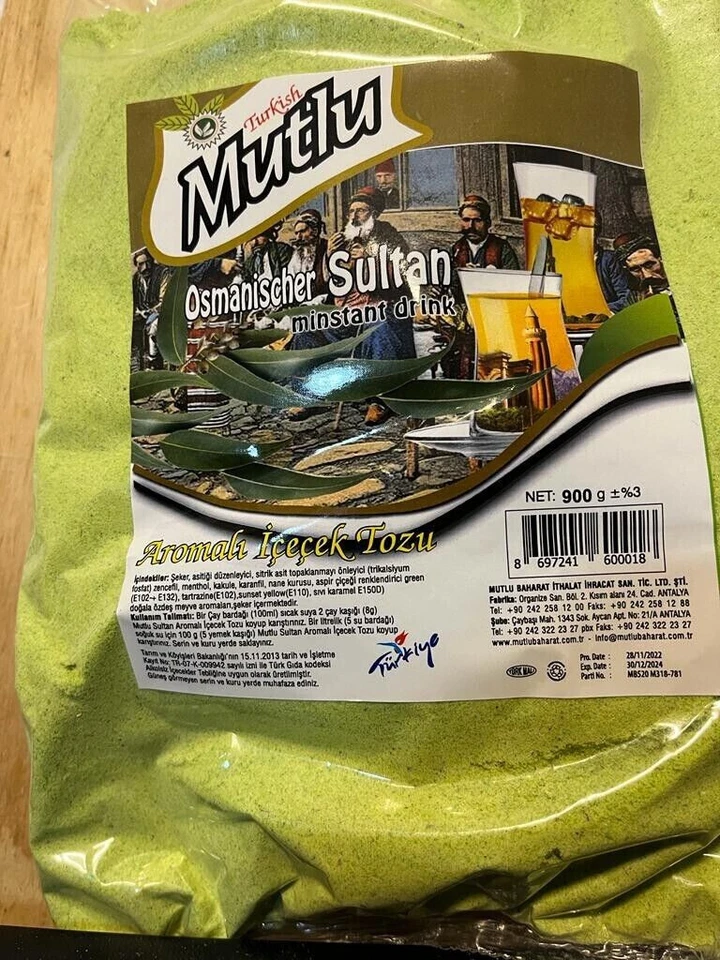 Turkish
Mutlu
Osmanischer Sultan
minstant drink
NET: 900 g ±%3
8 697241 600018
Aromalı İçeçek Tozu
İçindekiler: Şeker, asitiği düzenleyici, sitrik asit topaklanmayı önleyici (trikalsiyum
fosfat) zencefil, menthol, kakule, karanfil, nane kurusu, aspir çiçeği renklendirici green
(E102+ E132), tartrazine(E102),sunset yellow(E110), sıvı karamel E150D)
doğala özdeş meyve aromaları,şeker içermektedir.
Kullanım Talimatı: Bir Çay bardağı (100ml) sıcak suya 2 çay kaşığı (8g)
Mutlu Sultan Aromalı İçecek Tozu koyup karıştırınız. Bir litrelik (5 su bardağı)
soğuk su için 100 g (5 yemek kaşığı) Mutlu Sultan Aromalı İçecek Tozu koyup
karıştırınız. Serin ve kuru yerde saklayınız.
Tarım ve Köyişleri Bakanlığı'nın 15.11.2013 tarih ve İşletme
Kayıt No: TR-07-K-009942 sayılı izni ile Türk Gıda kodeksi
Alkolsüz İçecekler Tebliğine uygun olarak üretilmiştir.
Güneş görmeyen serin ve kuru yerde muhafaza ediniz.
Türkiye
MUTLU BAHARAT İTHALAT İHRACAT SAN. TİC. LTD. ŞTİ.
Fabrika: Organize San. Böl. 2. Kısım alanı 24. Cad. ANTALYA
Tel: +90 242 258 12 00 Faks: +90 242 258 12 88
Şube: Çaybaşı Mah. 1343 Sok. Aycan Apt. No: 21/A ANTALYA
Tel: +90 242 322 23 27 pbx Faks: +90 242 322 23 27
www.mutlubaharat.com.tr - info@mutlubaharat.com.tr
TÜRK MALI
Pro. Date : 28/11/2022
Exp. Date : 30/12/2024
Parti No. : MBS20 M318-781